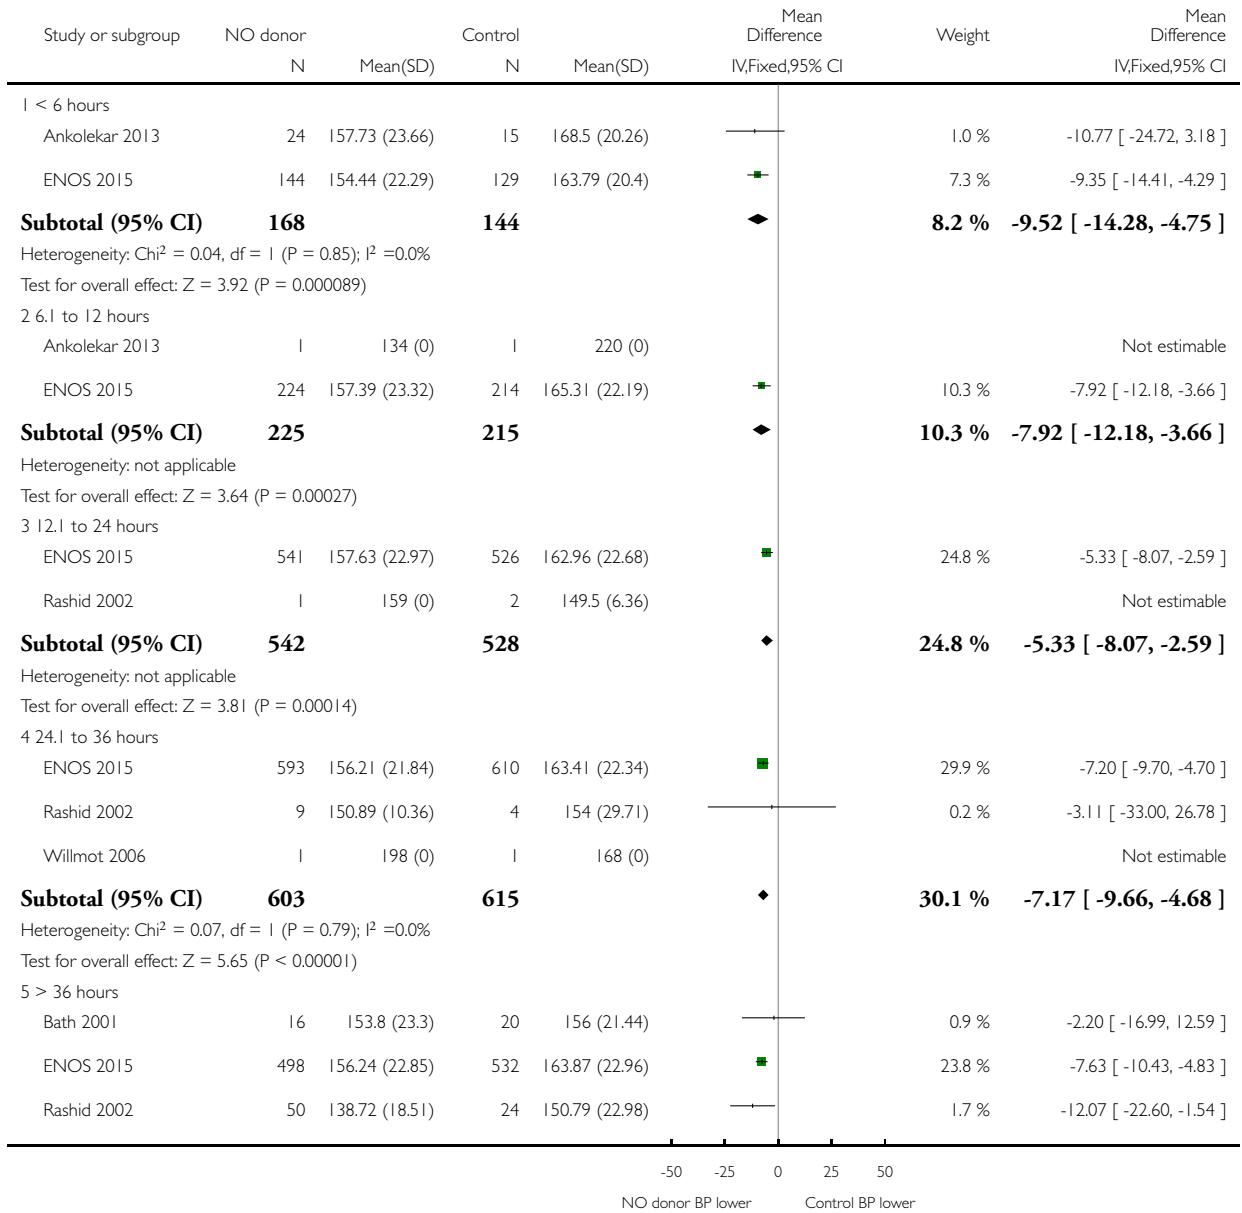 Study or subgroup NO donor Control Mean Difference Weight Mean Difference
N Mean(SD) N Mean(SD) IV,Fixed,95% CI IV,Fixed,95% CI
1 < 6 hours
Ankolekar 2013 24 157.73 (23.66) 15 168.5 (20.26) 1.0 % -10.77 [ -24.72, 3.18 ]
ENOS 2015 144 154.44 (22.29) 129 163.79 (20.4) 7.3 % -9.35 [ -14.41, -4.29 ]
Subtotal (95% CI) 168 144 8.2 % -9.52 [ -14.28, -4.75 ]
Heterogeneity: Chi² = 0.04, df = 1 (P = 0.85); I² =0.0%
Test for overall effect: Z = 3.92 (P = 0.000089)
2 6.1 to 12 hours
Ankolekar 2013 1 134 (0) 1 220 (0) Not estimable
ENOS 2015 224 157.39 (23.32) 214 165.31 (22.19) 10.3 % -7.92 [ -12.18, -3.66 ]
Subtotal (95% CI) 225 215 10.3 % -7.92 [ -12.18, -3.66 ]
Heterogeneity: not applicable
Test for overall effect: Z = 3.64 (P = 0.00027)
3 12.1 to 24 hours
ENOS 2015 541 157.63 (22.97) 526 162.96 (22.68) 24.8 % -5.33 [ -8.07, -2.59 ]
Rashid 2002 1 159 (0) 2 149.5 (6.36) Not estimable
Subtotal (95% CI) 542 528 24.8 % -5.33 [ -8.07, -2.59 ]
Heterogeneity: not applicable
Test for overall effect: Z = 3.81 (P = 0.00014)
4 24.1 to 36 hours
ENOS 2015 593 156.21 (21.84) 610 163.41 (22.34) 29.9 % -7.20 [ -9.70, -4.70 ]
Rashid 2002 9 150.89 (10.36) 4 154 (29.71) 0.2 % -3.11 [ -33.00, 26.78 ]
Willmot 2006 1 198 (0) 1 168 (0) Not estimable
Subtotal (95% CI) 603 615 30.1 % -7.17 [ -9.66, -4.68 ]
Heterogeneity: Chi² = 0.07, df = 1 (P = 0.79); I² =0.0%
Test for overall effect: Z = 5.65 (P < 0.00001)
5 > 36 hours
Bath 2001 16 153.8 (23.3) 20 156 (21.44) 0.9 % -2.20 [ -16.99, 12.59 ]
ENOS 2015 498 156.24 (22.85) 532 163.87 (22.96) 23.8 % -7.63 [ -10.43, -4.83 ]
Rashid 2002 50 138.72 (18.51) 24 150.79 (22.98) 1.7 % -12.07 [ -22.60, -1.54 ]
-50 -25 0 25 50
NO donor BP lower Control BP lower